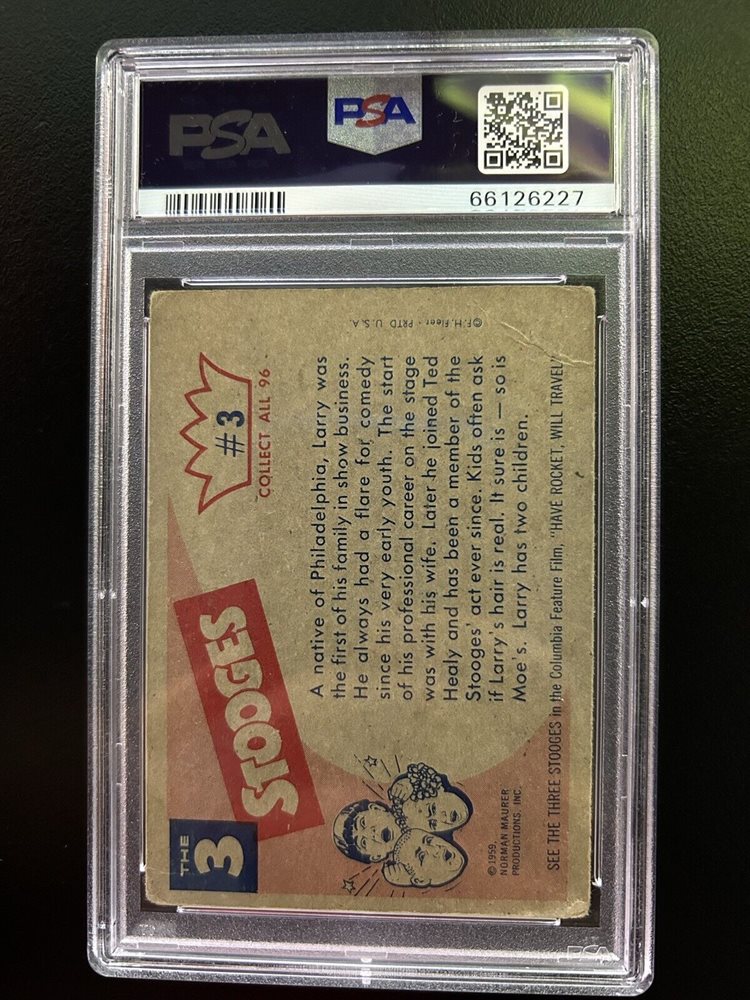 PSA
PSA
66126227
THE
3
STOOGES
#3
COLLECT ALL 96
A native of Philadelphia, Larry was
the first of his family in show business.
He always had a flare for comedy
since his very early youth. The start
of his professional career on the stage
was with his wife. Later he joined Ted
Healy and has been a member of the
Stooges' act ever since. Kids often ask
if Larry's hair is real. It sure is — so is
Moe's. Larry has two children.
© F.H. Fleer - PRTD U.S.A.
© 1959,
NORMAN MAURER
PRODUCTIONS, INC.
SEE THE THREE STOOGES in the Columbia Feature Film, "HAVE ROCKET, WILL TRAVEL"
PSA